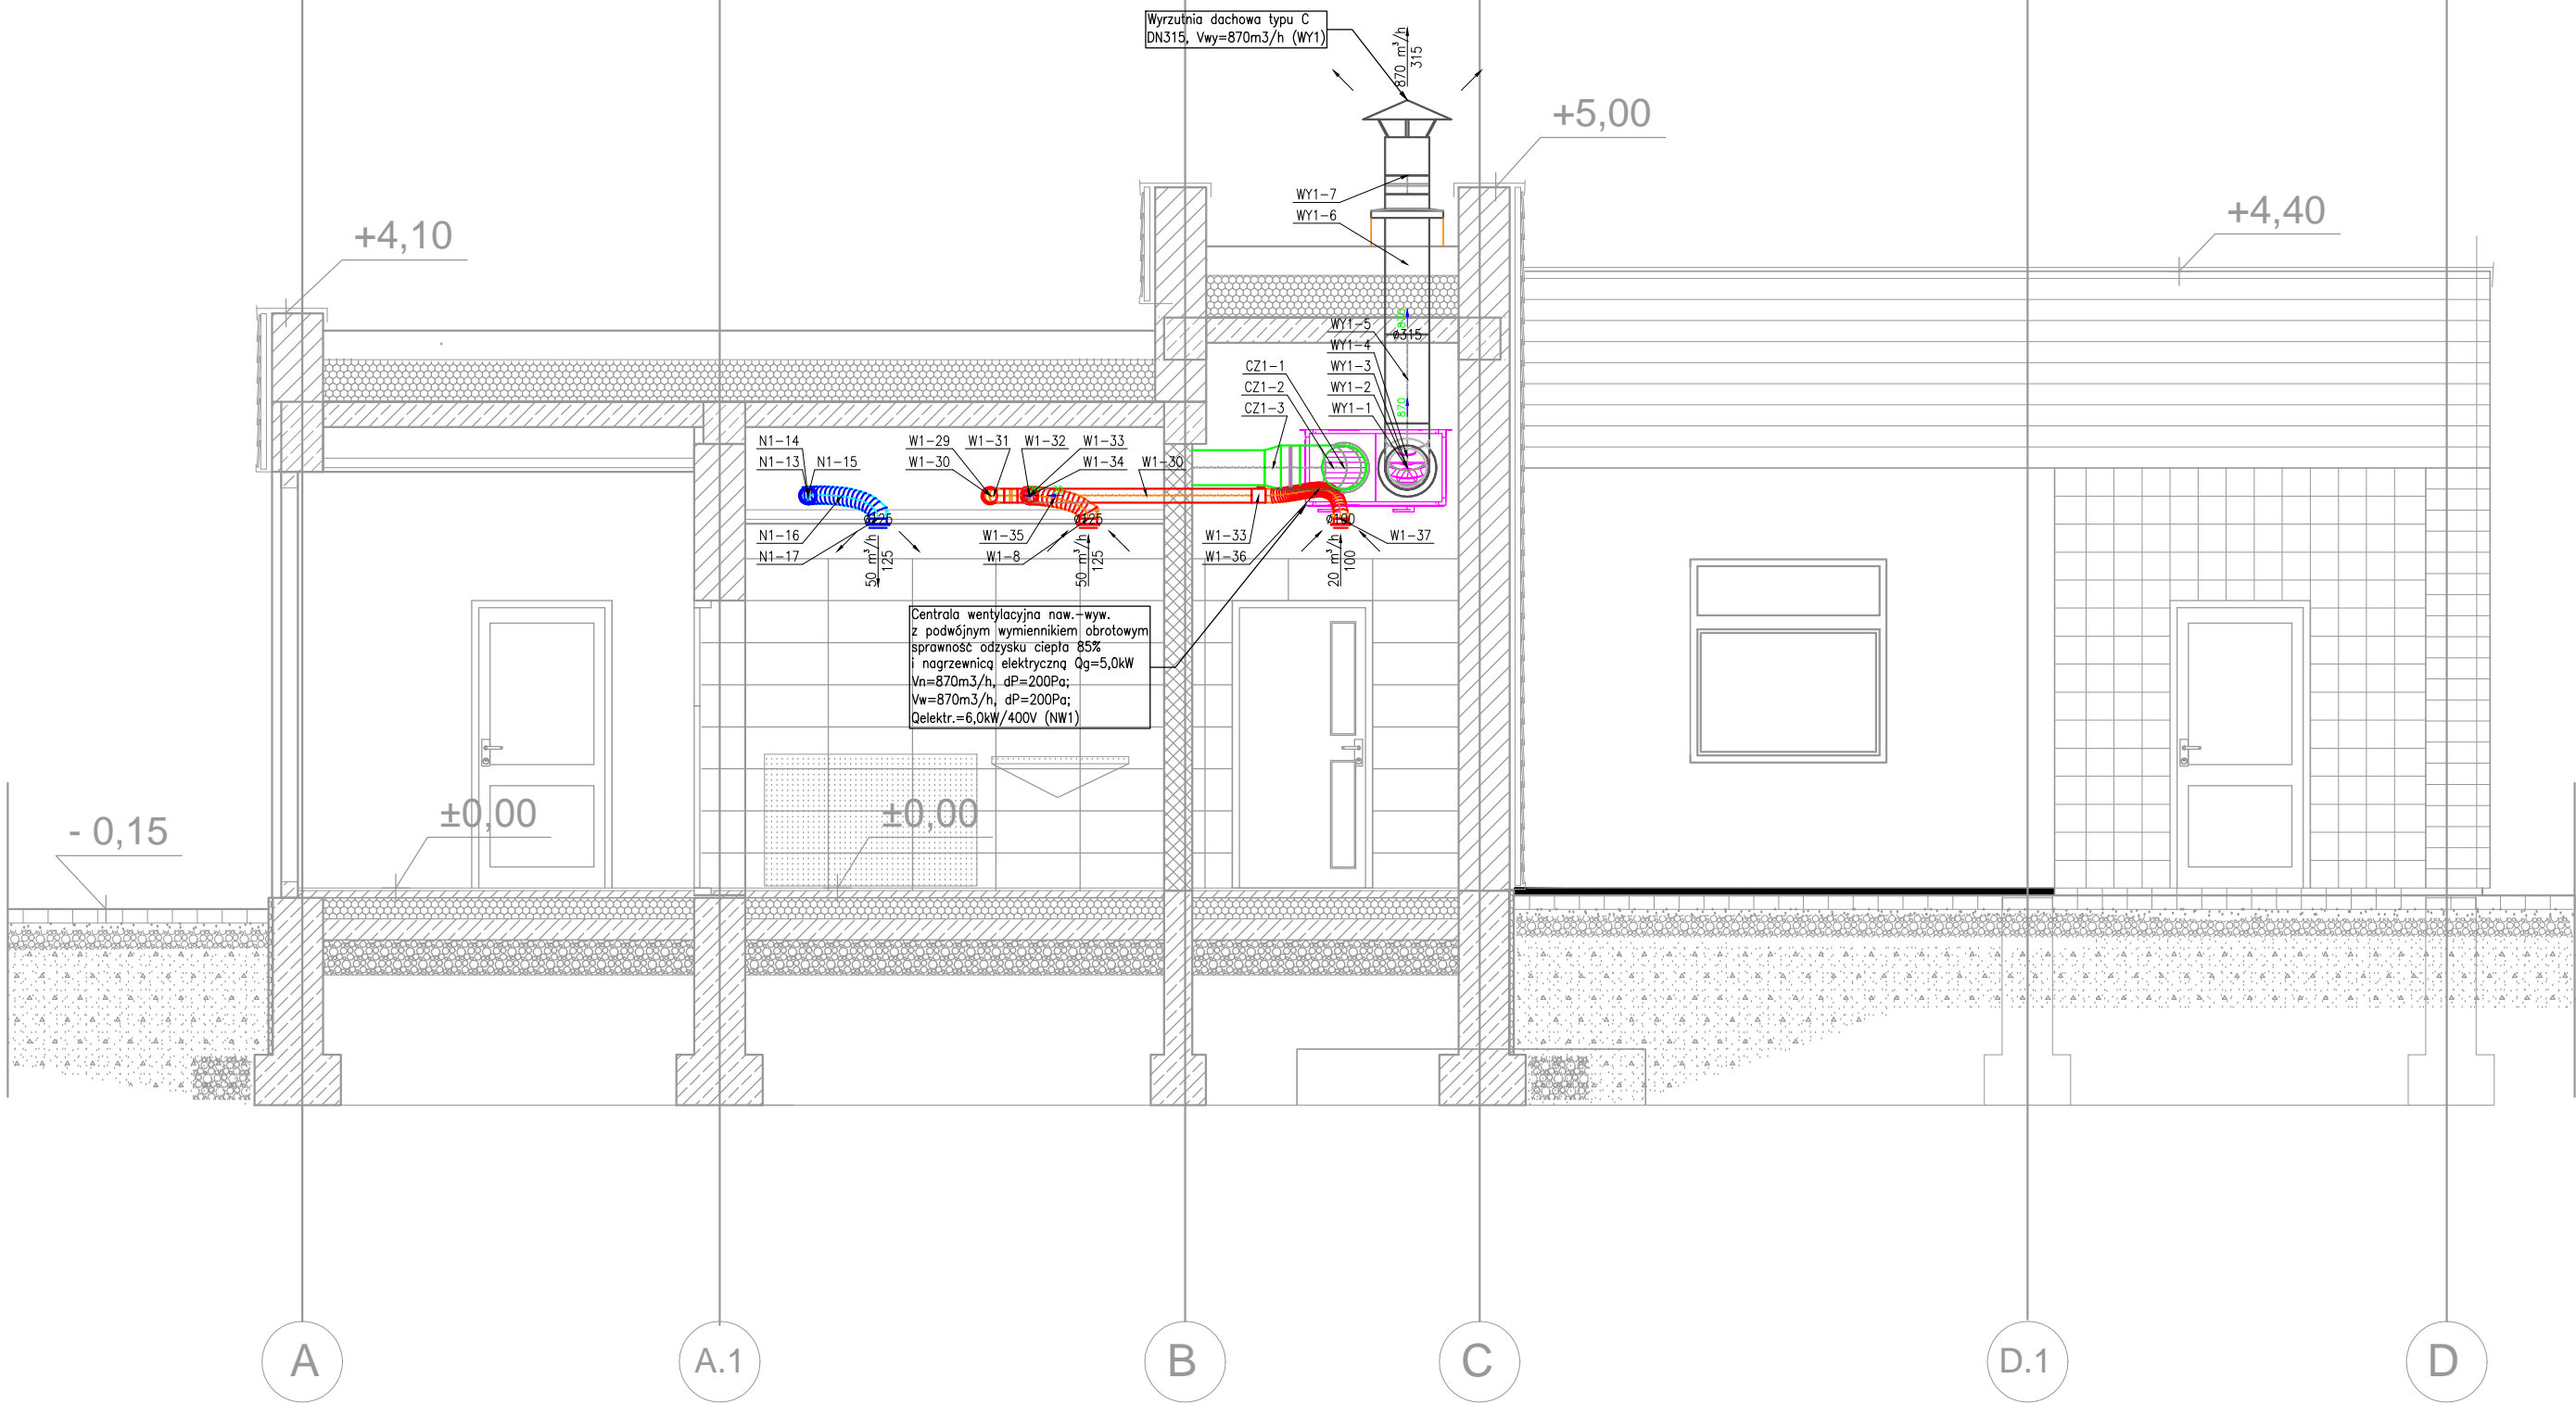 Wyrzutnia dachowa typu C
DN315, Vwy=870m3/h (WY1)
870 m³/h
315
+5,00
+4,10
+4,40
WY1-7
WY1-6
WY1-5
870
ø315
WY1-4
CZ1-1
WY1-3
CZ1-2
WY1-2
CZ1-3
WY1-1
870
N1-14
W1-29
W1-31
W1-32
W1-33
N1-13
N1-15
W1-30
W1-34
W1-30
ø125
ø125
ø100
N1-16
W1-35
W1-33
W1-37
N1-17
W1-8
W1-36
50 m³/h
125
50 m³/h
125
20 m³/h
100
Centrala wentylacyjna naw.-wyw.
z podwójnym wymiennikiem obrotowym
sprawność odzysku ciepła 85%
i nagrzewnicą elektryczną Qg=5,0kW
Vn=870m3/h, dP=200Pa;
Vw=870m3/h, dP=200Pa;
Qelektr.=6,0kW/400V (NW1)
- 0,15
±0,00
±0,00
A
A.1
B
C
D.1
D